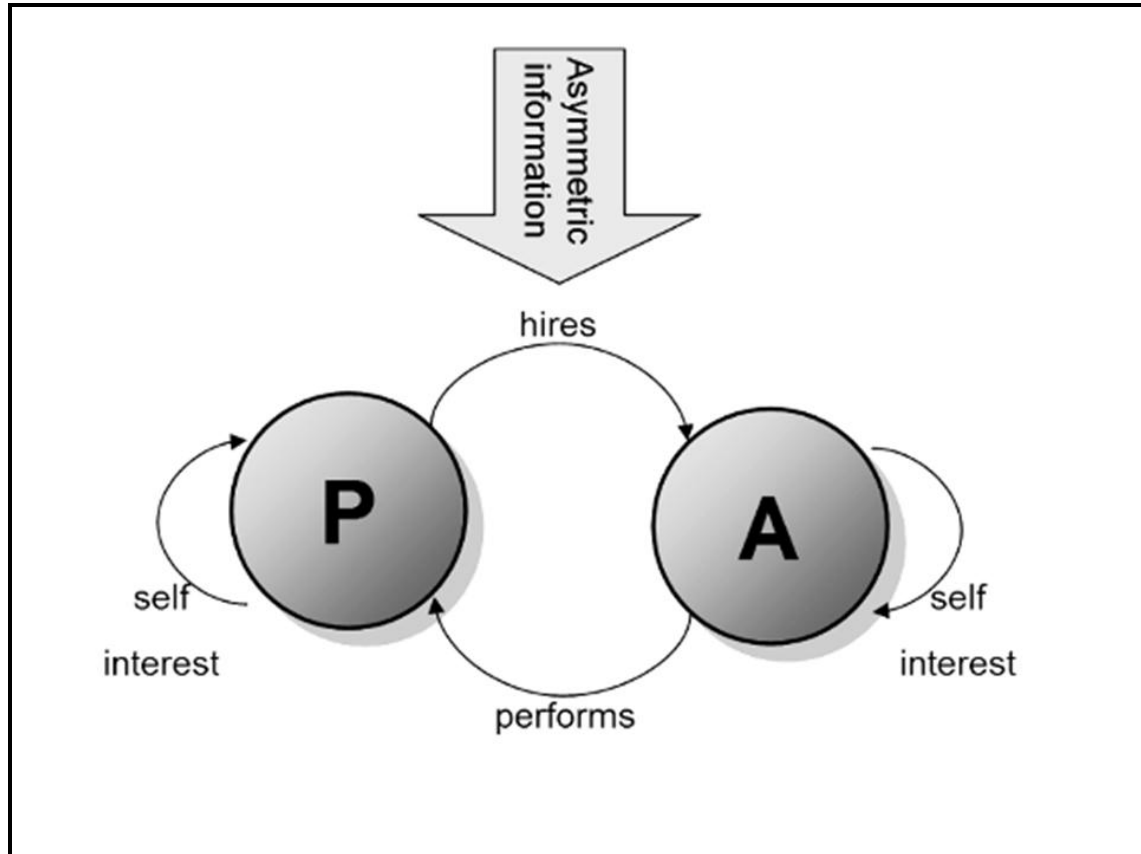 Asymmetric
information
hires
P
A
self
interest
self
interest
performs